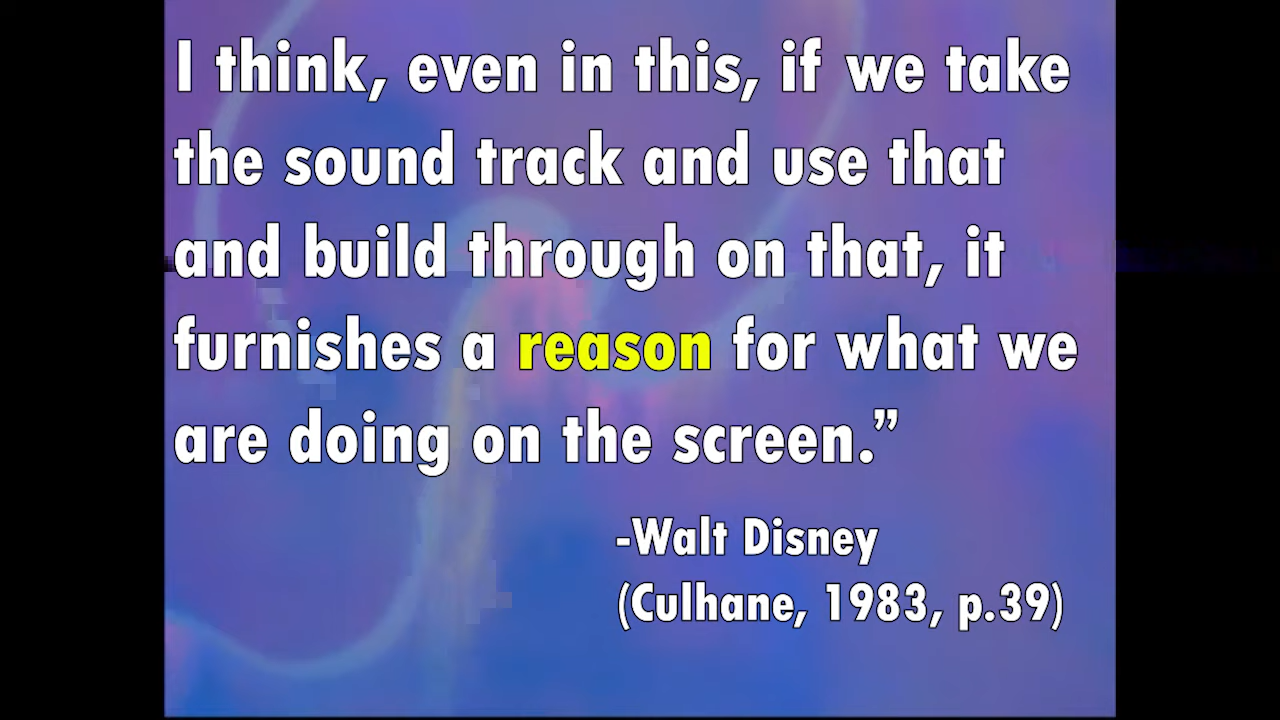 I think, even in this, if we take
the sound track and use that
and build through on that, it
furnishes a reason for what we
are doing on the screen.”
-Walt Disney
(Culhane, 1983, p.39)